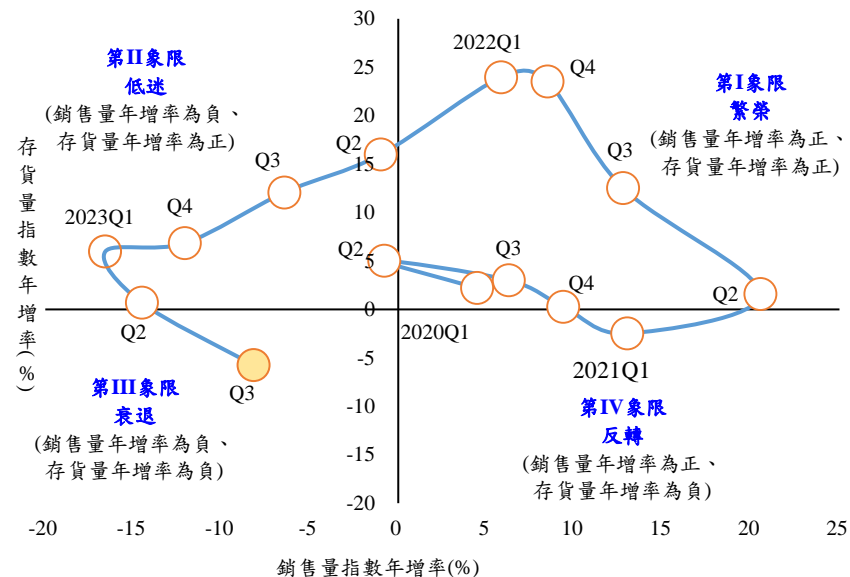 第II象限
低迷
(銷售量年增率為負、
存貨量年增率為正)
第I象限
繁榮
(銷售量年增率為正、
存貨量年增率為正)
第III象限
衰退
(銷售量年增率為負、
存貨量年增率為負)
第IV象限
反轉
(銷售量年增率為正、
存貨量年增率為負)
2020Q1
Q2
Q3
Q4
2021Q1
Q2
Q3
Q4
2022Q1
Q2
Q3
Q4
2023Q1
Q2
Q3
30
25
20
15
10
5
0
-5
-10
-15
-20
-20
-15
-10
-5
0
5
10
15
20
25
存貨量指數年增率(%)
銷售量指數年增率(%)